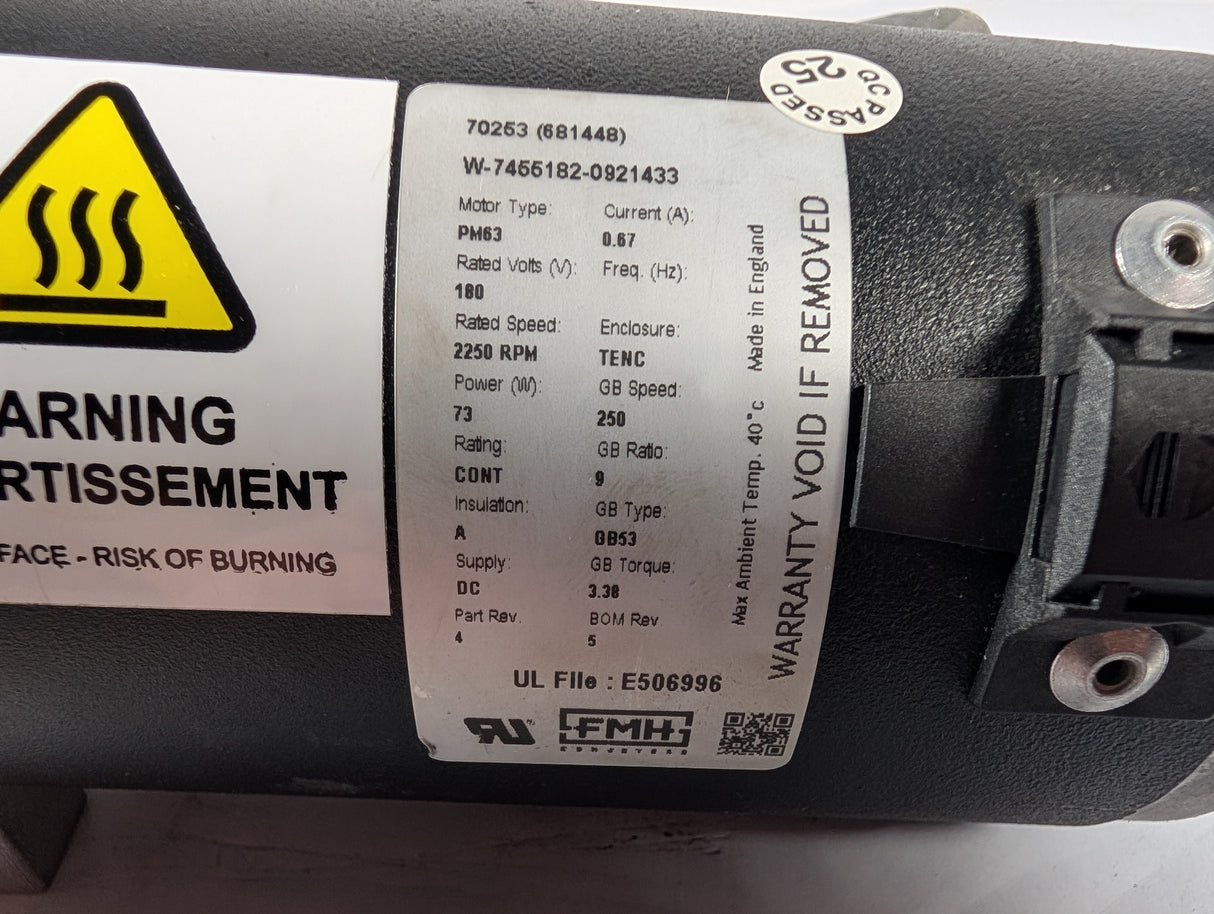 ARNING
RTISSEMENT
FACE - RISK OF BURNING
70253 (681448)
W-7455182-0921433
Motor Type: Current (A):
PM63 0.67
Rated Volts (V): Freq. (Hz):
180
Rated Speed: Enclosure:
2250 RPM TENC
Power (W): GB Speed:
73 250
Rating: GB Ratio:
CONT 9
Insulation: GB Type:
A GB53
Supply: GB Torque:
DC 3.38
Part Rev. BOM Rev
4 5
UL File : E506996
FMH
CONVEYORS
Max Ambient Temp. 40°c Made in England
WARRANTY VOID IF REMOVED
QC PASSED
25